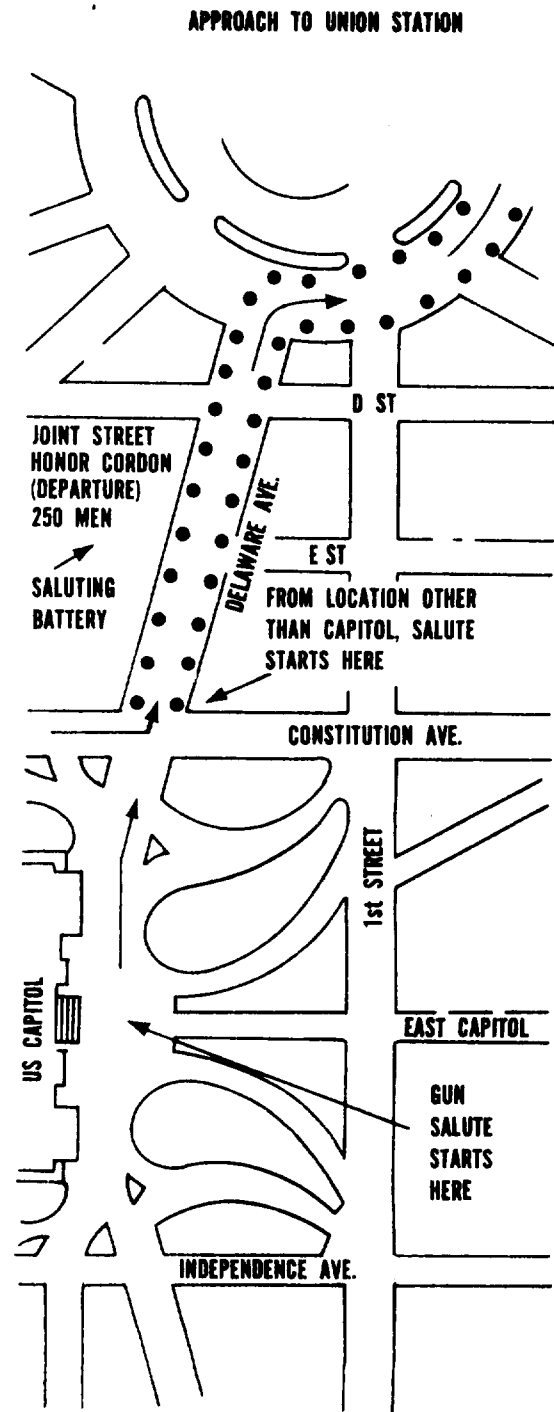 APPROACH TO UNION STATION
D ST
JOINT STREET
HONOR CORDON
(DEPARTURE)
250 MEN
SALUTING
BATTERY
DELAWARE AVE.
E ST
FROM LOCATION OTHER
THAN CAPITOL, SALUTE
STARTS HERE
CONSTITUTION AVE.
1st STREET
US CAPITOL
EAST CAPITOL
GUN
SALUTE
STARTS
HERE
INDEPENDENCE AVE.